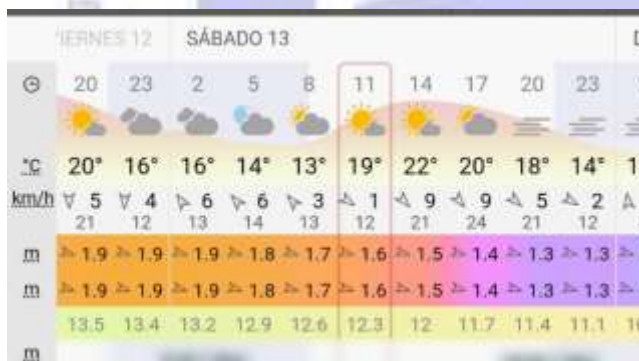 VIERNES 12 SÁBADO 13 D
20 23 2 5 8 11 14 17 20 23
°C 20° 16° 16° 14° 13° 19° 22° 20° 18° 14° 1
km/h 5 4 6 6 3 1 9 9 5 2
21 12 13 14 13 12 21 24 21 12
m 1.9 1.9 1.9 1.8 1.7 1.6 1.5 1.4 1.3 1.3
m 1.9 1.9 1.9 1.8 1.7 1.6 1.5 1.4 1.3 1.3
13.5 13.4 13.2 12.9 12.6 12.3 12 11.7 11.4 11.1 1
m